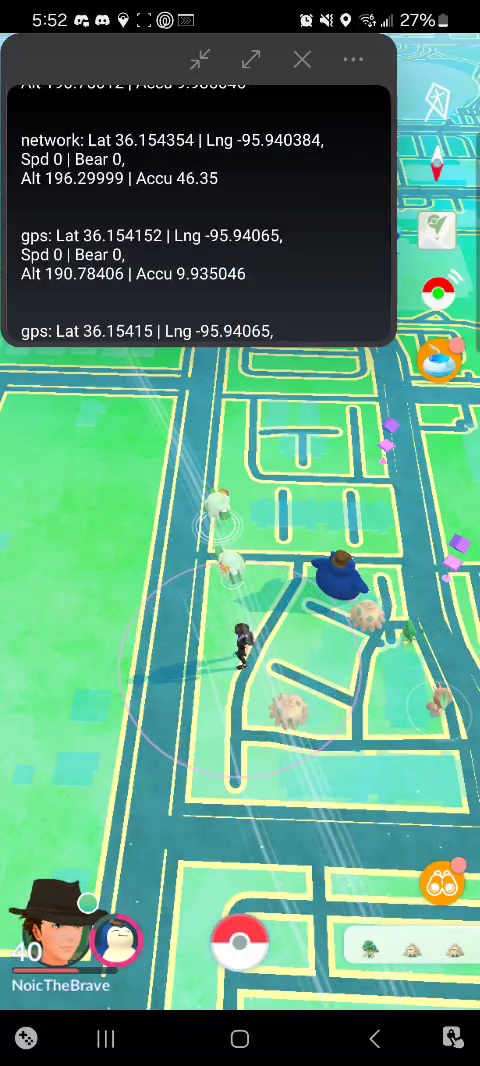 5:52
27%
network: Lat 36.154354 | Lng -95.940384,
Spd 0 | Bear 0,
Alt 196.29999 | Accu 46.35
gps: Lat 36.154152 | Lng -95.94065,
Spd 0 | Bear 0,
Alt 190.78406 | Accu 9.935046
gps: Lat 36.15415 | Lng -95.94065,
40
NoicTheBrave